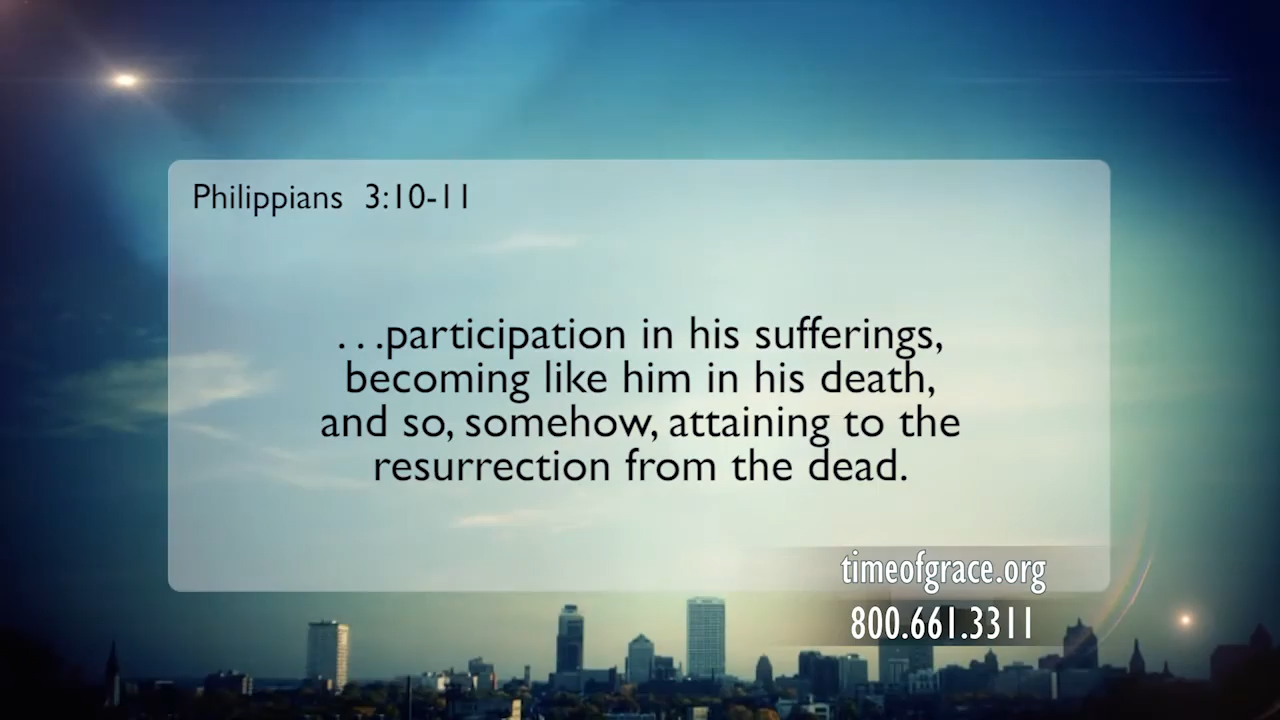 Philippians 3:10-11
. . .participation in his sufferings,
becoming like him in his death,
and so, somehow, attaining to the
resurrection from the dead.
timeofgrace.org
800.661.3311